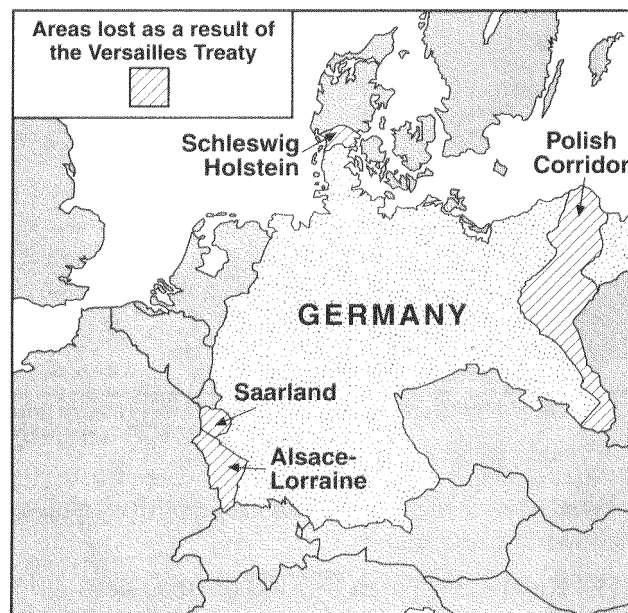 Areas lost as a result of
the Versailles Treaty
Schleswig
Holstein
Polish
Corridor
GERMANY
Saarland
Alsace-
Lorraine